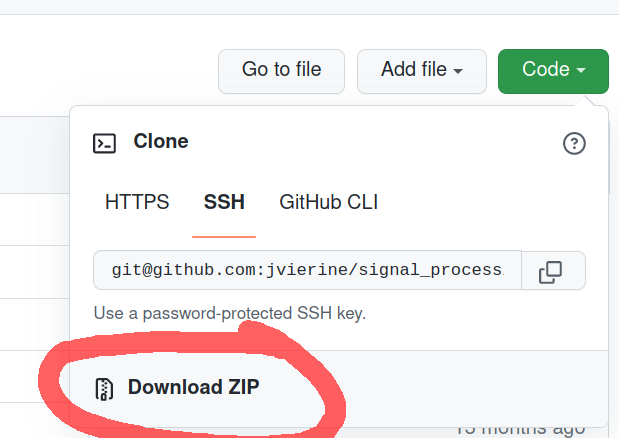 Go to file Add file Code
Clone
HTTPS SSH GitHub CLI
git@github.com:jvierine/signal_process
Use a password-protected SSH key.
Download ZIP
13 months ago